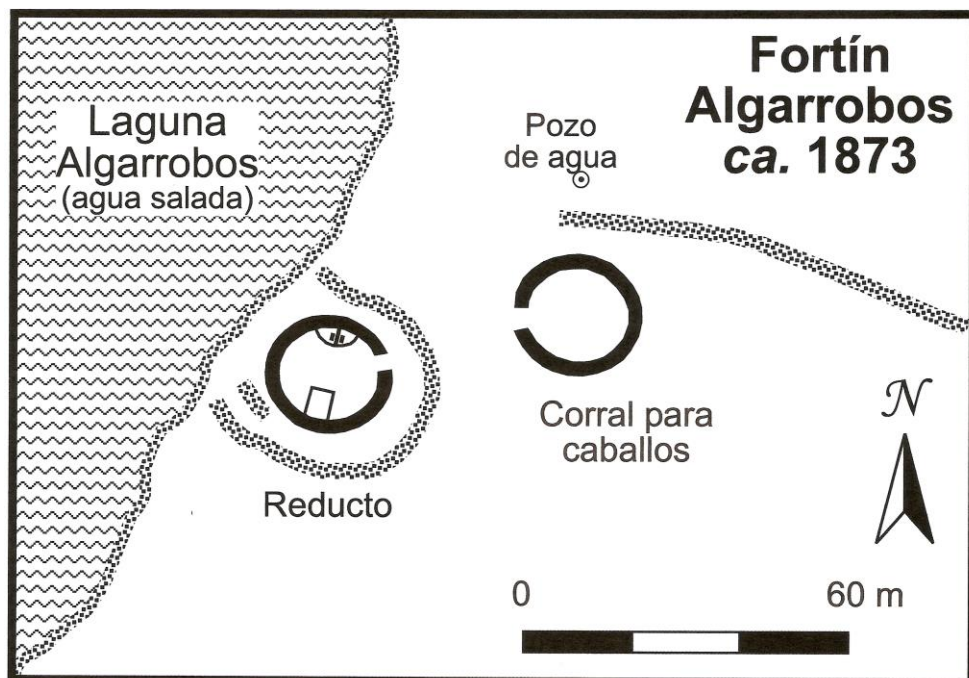 Fortín
Algarrobos
ca. 1873
Laguna
Algarrobos
(agua salada)
Pozo
de agua
Corral para
caballos
Reducto
N
0 60 m